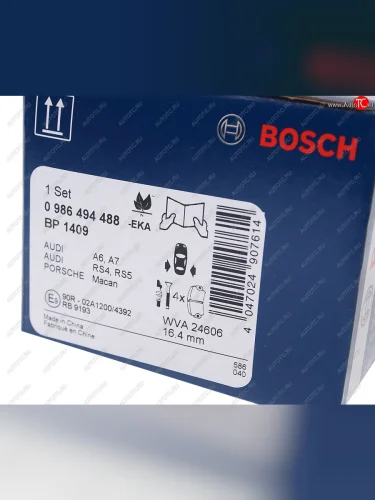 BOSCH
1 Set
0 986 494 488
BP 1409
-EKA
AUDI A6, A7
AUDI RS4, RS5
PORSCHE Macan
4x
90R - 02A1200/4392
RB 9193
WVA 24606
16.4 mm
Made in China
Fabriqué en Chine
586
040
4 047024 907614